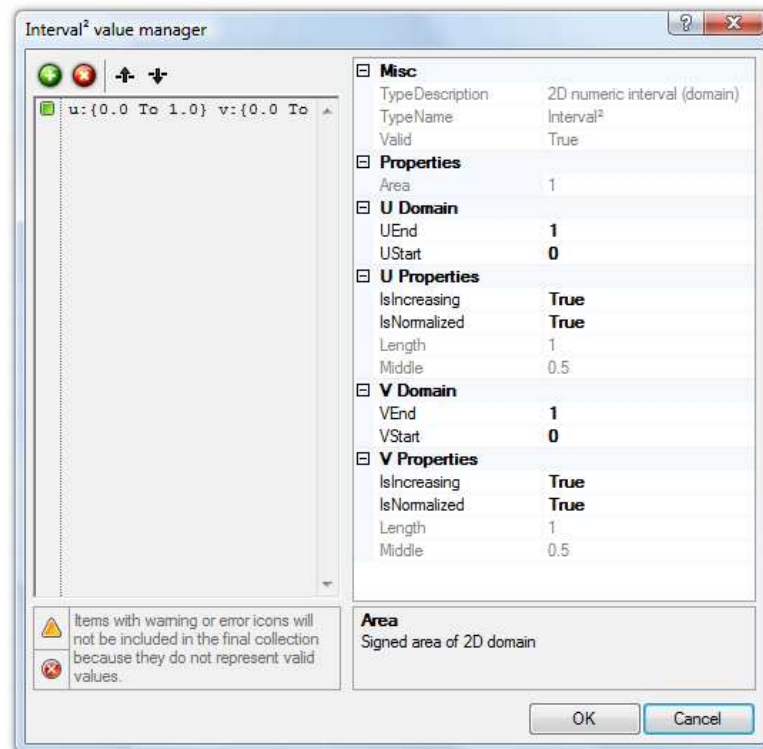 Interval² value manager
u:{0.0 To 1.0} v:{0.0 To
Items with warning or error icons will
not be included in the final collection
because they do not represent valid
values.
Misc
TypeDescription 2D numeric interval (domain)
TypeName Interval²
Valid True
Properties
Area 1
U Domain
UEnd 1
UStart 0
U Properties
IsIncreasing True
IsNormalized True
Length 1
Middle 0.5
V Domain
VEnd 1
VStart 0
V Properties
IsIncreasing True
IsNormalized True
Length 1
Middle 0.5
Area
Signed area of 2D domain
OK Cancel